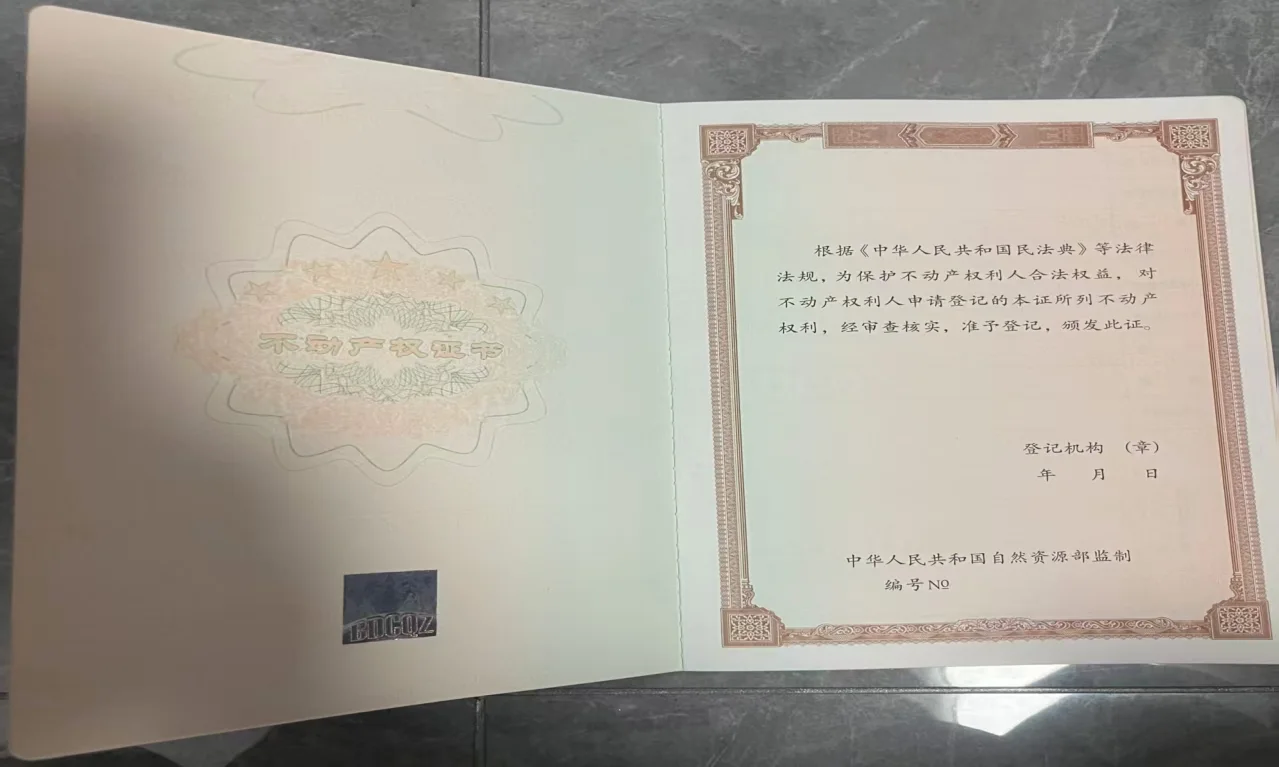 不动产权证书
BDCQZ
根据《中华人民共和国民法典》等法律
法规，为保护不动产权利人合法权益，对
不动产权利人申请登记的本证所列不动产
权利，经审查核实，准予登记，颁发此证。
登记机构 （章）
年 月 日
中华人民共和国自然资源部监制
编号 №